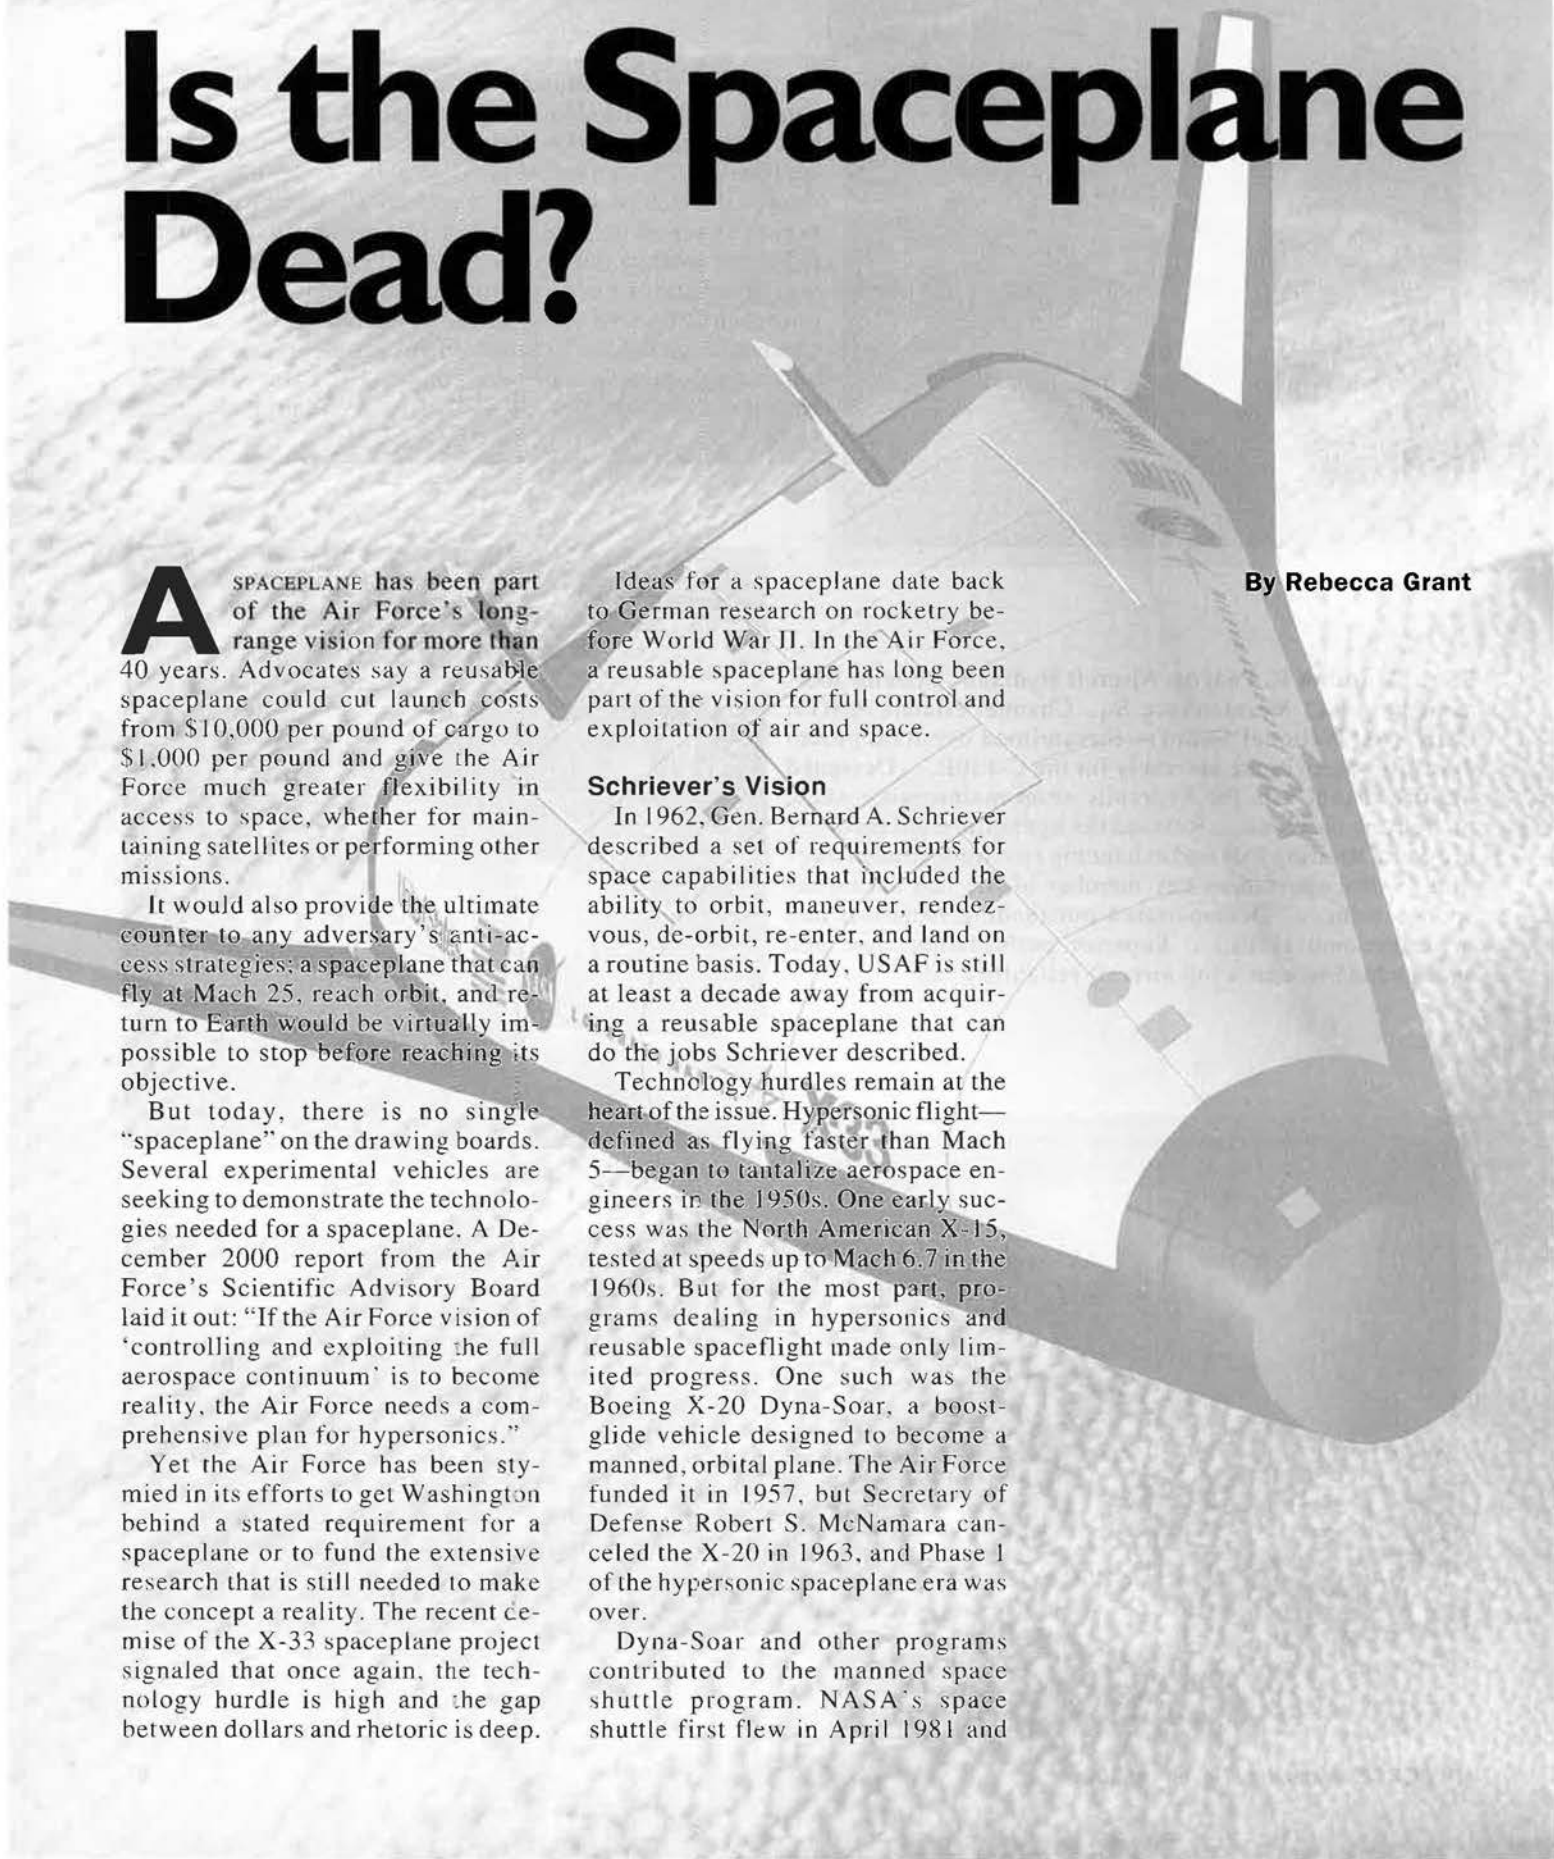 Is the Spaceplane
Dead?
A SPACEPLANE has been part
of the Air Force's long-
range vision for more than
40 years. Advocates say a reusable
spaceplane could cut launch costs
from $10,000 per pound of cargo to
$1,000 per pound and give the Air
Force much greater flexibility in
access to space, whether for main-
taining satellites or performing other
missions.
It would also provide the ultimate
counter to any adversary's anti-ac-
cess strategies; a spaceplane that can
fly at Mach 25, reach orbit, and re-
turn to Earth would be virtually im-
possible to stop before reaching its
objective.
But today, there is no single
“spaceplane” on the drawing boards.
Several experimental vehicles are
seeking to demonstrate the technolo-
gies needed for a spaceplane. A De-
cember 2000 report from the Air
Force's Scientific Advisory Board
laid it out: “If the Air Force vision of
‘controlling and exploiting the full
aerospace continuum’ is to become
reality, the Air Force needs a com-
prehensive plan for hypersonics.”
Yet the Air Force has been sty-
mied in its efforts to get Washington
behind a stated requirement for a
spaceplane or to fund the extensive
research that is still needed to make
the concept a reality. The recent de-
mise of the X-33 spaceplane project
signaled that once again, the tech-
nology hurdle is high and the gap
between dollars and rhetoric is deep.
Ideas for a spaceplane date back
to German research on rocketry be-
fore World War II. In the Air Force,
a reusable spaceplane has long been
part of the vision for full control and
exploitation of air and space.
Schriever's Vision
In 1962, Gen. Bernard A. Schriever
described a set of requirements for
space capabilities that included the
ability to orbit, maneuver, rendez-
vous, de-orbit, re-enter, and land on
a routine basis. Today, USAF is still
at least a decade away from acquir-
ing a reusable spaceplane that can
do the jobs Schriever described.
Technology hurdles remain at the
heart of the issue. Hypersonic flight—
defined as flying faster than Mach
5—began to tantalize aerospace en-
gineers in the 1950s. One early suc-
cess was the North American X-15,
tested at speeds up to Mach 6.7 in the
1960s. But for the most part, pro-
grams dealing in hypersonics and
reusable spaceflight made only lim-
ited progress. One such was the
Boeing X-20 Dyna-Soar, a boost-
glide vehicle designed to become a
manned, orbital plane. The Air Force
funded it in 1957, but Secretary of
Defense Robert S. McNamara can-
celed the X-20 in 1963, and Phase 1
of the hypersonic spaceplane era was
over.
Dyna-Soar and other programs
contributed to the manned space
shuttle program. NASA's space
shuttle first flew in April 1981 and
By Rebecca Grant
X-33